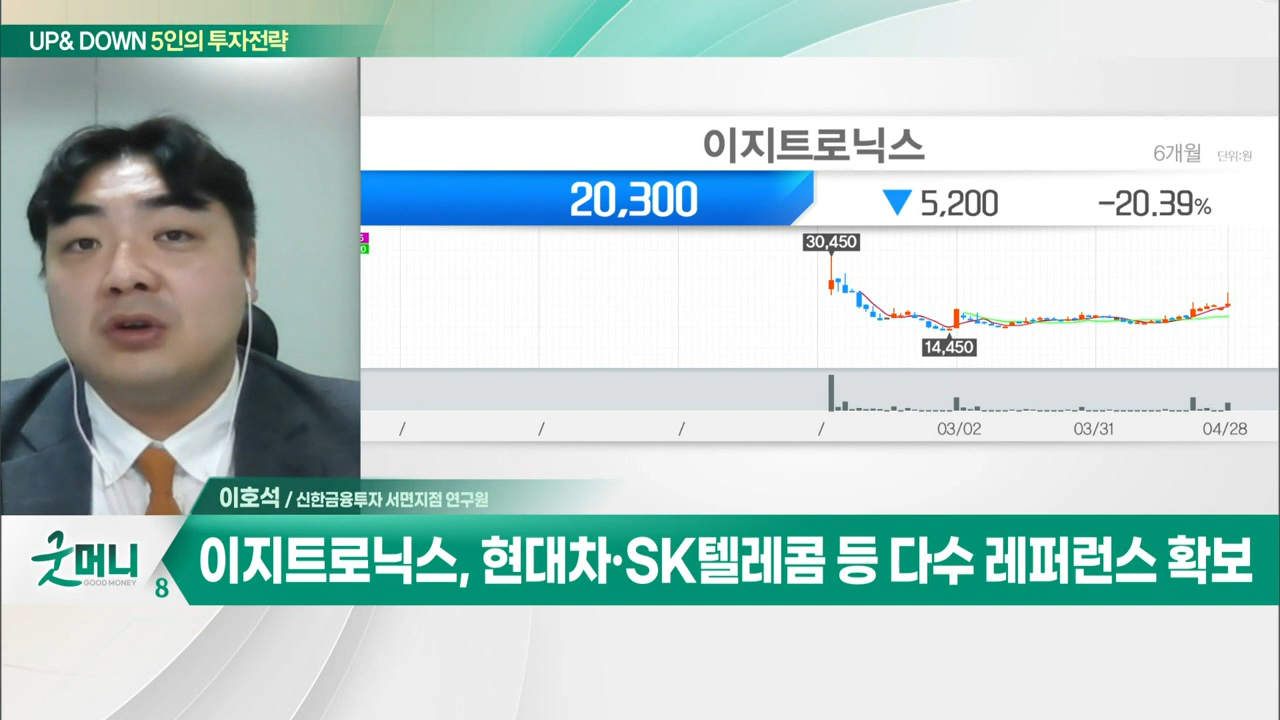 UP& DOWN 5인의 투자전략
이지트로닉스
6개월 단위:원
20,300 ▼ 5,200 -20.39%
30,450
14,450
/ / / / 03/02 03/31 04/28
이호석 / 신한금융투자 서면지점 연구원
굿머니
GOOD MONEY
8
이지트로닉스, 현대차·SK텔레콤 등 다수 레퍼런스 확보